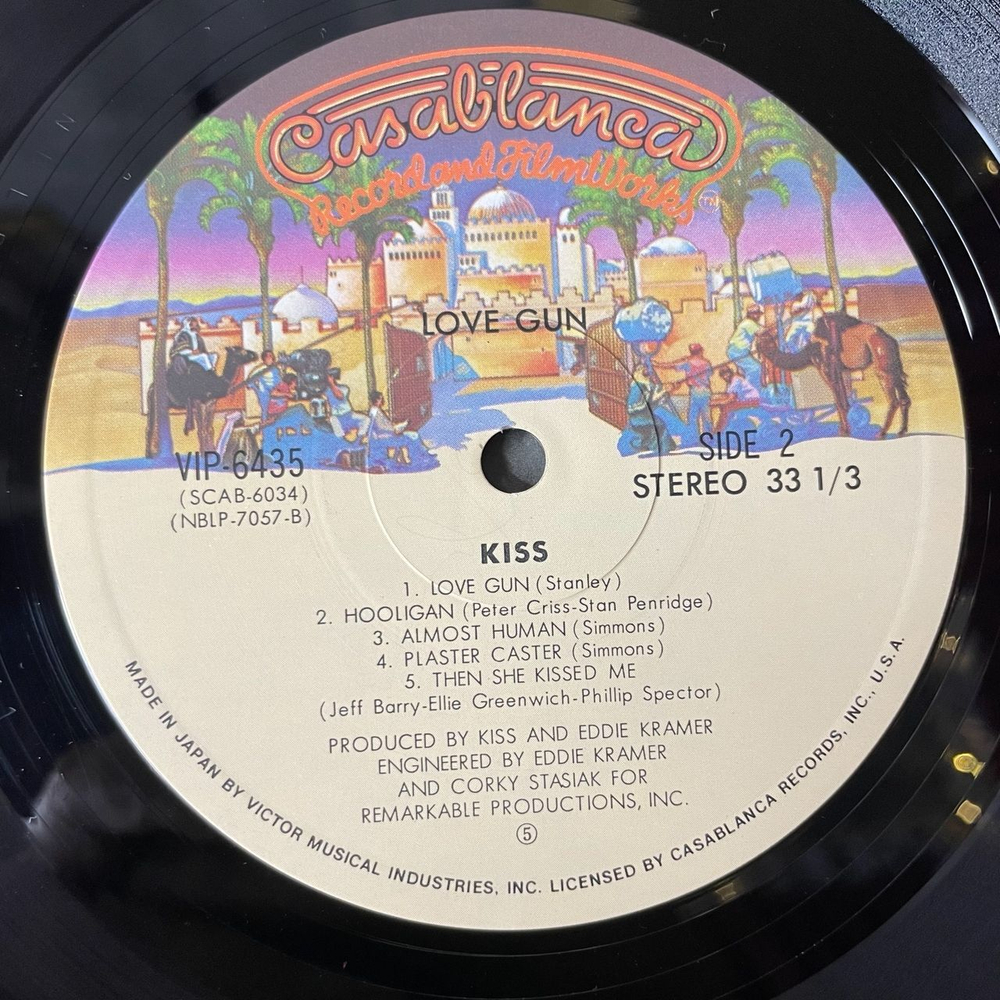 Casablanca
Record and FilmWorks TM
LOVE GUN
VIP-6435
(SCAB-6034)
(NBLP-7057-B)
SIDE 2
STEREO 33 1/3
KISS
1. LOVE GUN (Stanley)
2. HOOLIGAN (Peter Criss-Stan Penridge)
3. ALMOST HUMAN (Simmons)
4. PLASTER CASTER (Simmons)
5. THEN SHE KISSED ME
(Jeff Barry-Ellie Greenwich-Phillip Spector)
PRODUCED BY KISS AND EDDIE KRAMER
ENGINEERED BY EDDIE KRAMER
AND CORKY STASIAK FOR
REMARKABLE PRODUCTIONS, INC.
⑤
MADE IN JAPAN BY VICTOR MUSICAL INDUSTRIES, INC. LICENSED BY CASABLANCA RECORDS, INC., U.S.A.